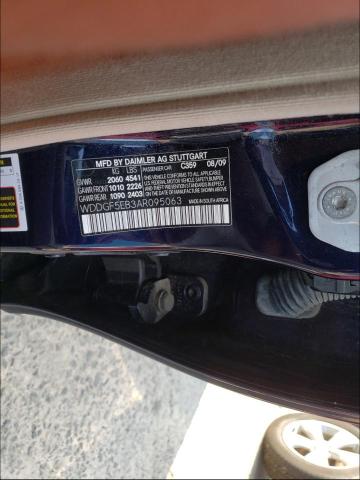 MFD BY DAIMLER AG STUTTGART
KG LBS PASSENGER CAR C359 08/09
GVWR 2060 4541
GAWR FRONT 1010 2226
GAWR REAR 1090 2403
THIS VEHICLE CONFORMS TO ALL
APPLICABLE U.S. FEDERAL MOTOR
VEHICLE SAFETY BUMPER AND
THEFT PREVENTION STANDARDS
IN EFFECT ON THE DATE OF
MANUFACTURE SHOWN ABOVE
WDDGF5EB3AR095063
MADE IN SOUTH AFRICA